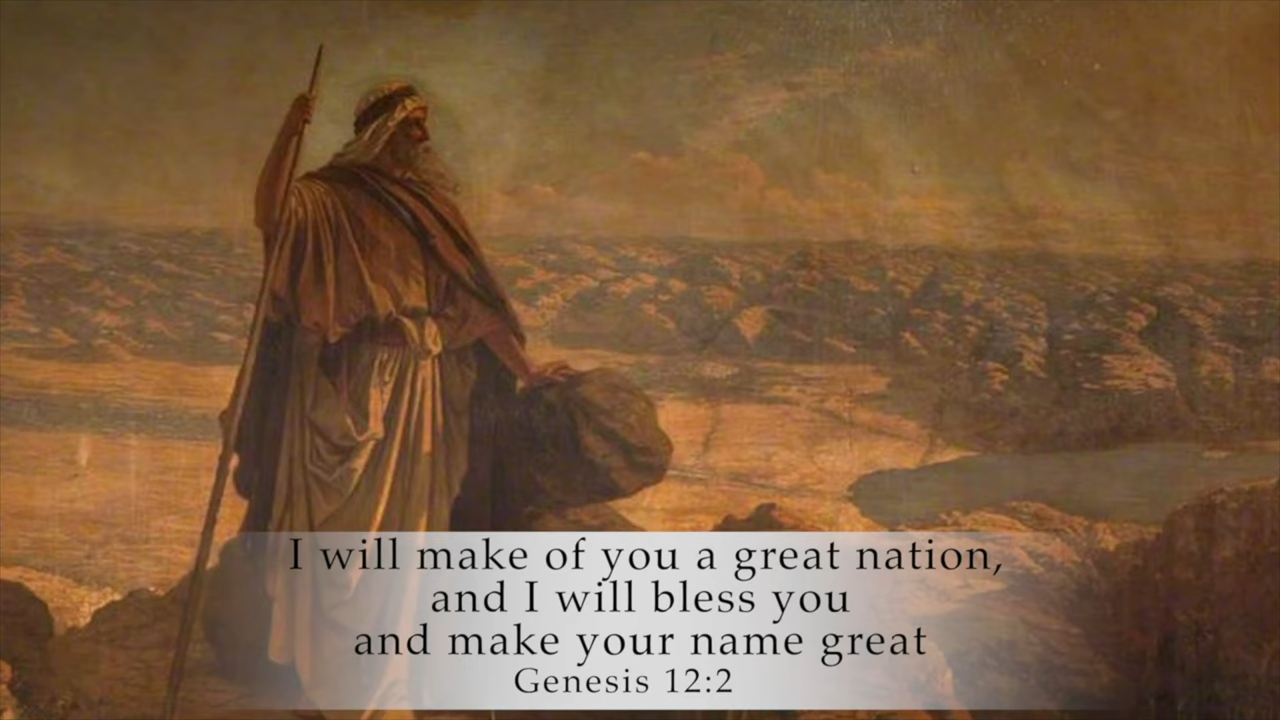 I will make of you a great nation,
and I will bless you
and make your name great
Genesis 12:2